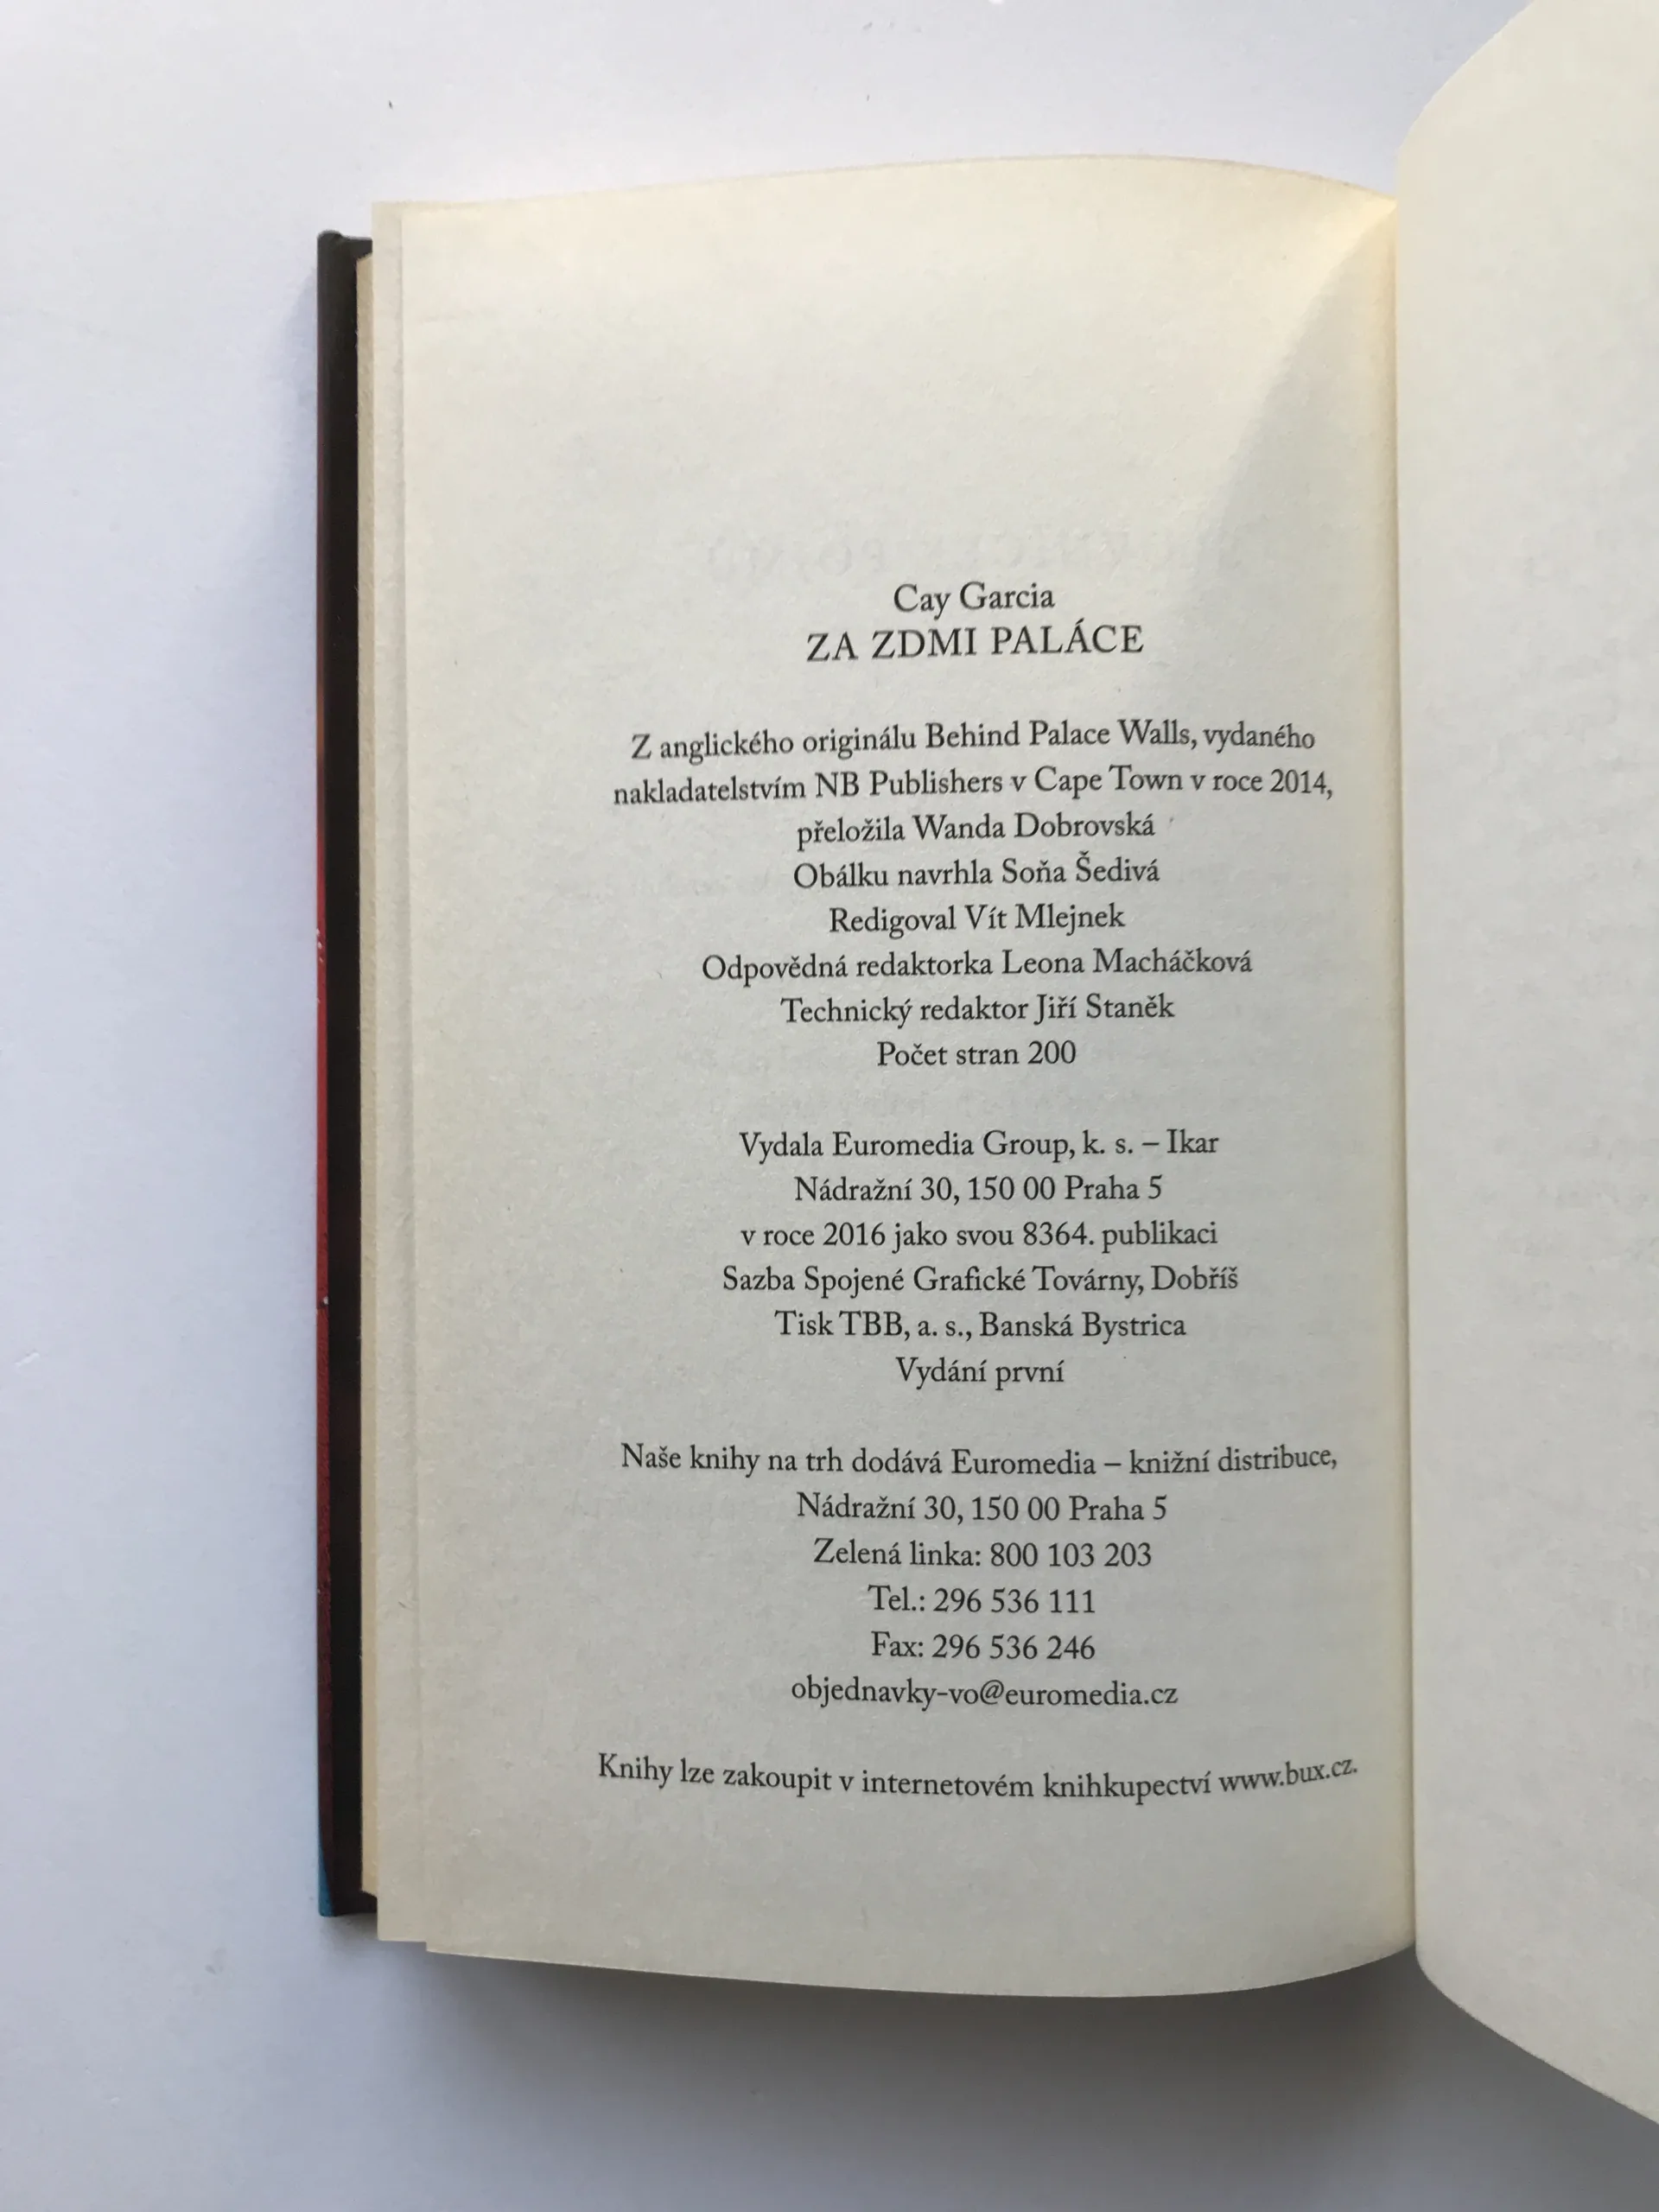 Cay Garcia
ZA ZDMI PALÁCE
Z anglického originálu Behind Palace Walls, vydaného
nakladatelstvím NB Publishers v Cape Town v roce 2014,
přeložila Wanda Dobrovská
Obálku navrhla Soňa Šedivá
Redigoval Vít Mlejnek
Odpovědná redaktorka Leona Macháčková
Technický redaktor Jiří Staněk
Počet stran 200
Vydala Euromedia Group, k. s. – Ikar
Nádražní 30, 150 00 Praha 5
v roce 2016 jako svou 8364. publikaci
Sazba Spojené Grafické Továrny, Dobříš
Tisk TBB, a. s., Banská Bystrica
Vydání první
Naše knihy na trh dodává Euromedia – knižní distribuce,
Nádražní 30, 150 00 Praha 5
Zelená linka: 800 103 203
Tel.: 296 536 111
Fax: 296 536 246
objednavky-vo@euromedia.cz
Knihy lze zakoupit v internetovém knihkupectví www.bux.cz.